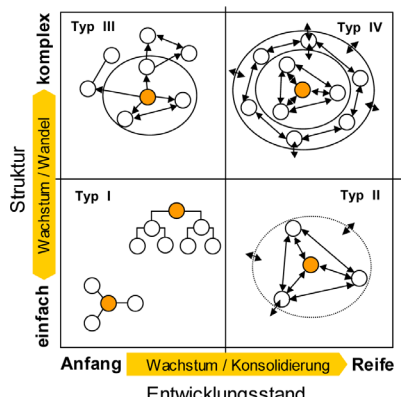 Typ III
Typ IV
komplex
Struktur
Wachstum / Wandel
Typ I
Typ II
einfach
Anfang
Wachstum / Konsolidierung
Reife
Entwicklungsstand